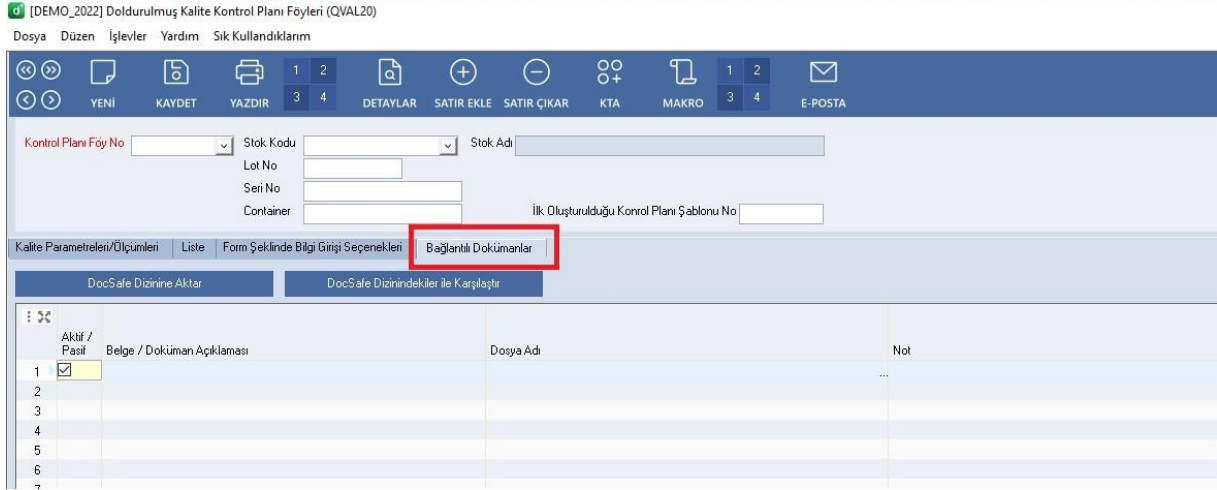 [DEMO_2022] Doldurulmuş Kalite Kontrol Planı Föyleri (QVAL20)
Dosya Düzen İşlevler Yardım Sık Kullandıklarım
1 2
YENİ KAYDET YAZDIR 3 4 DETAYLAR SATIR EKLE SATIR ÇIKAR KTA MAKRO 1 2 3 4 E-POSTA
Kontrol Planı Föy No Stok Kodu Stok Adı
Lot No
Seri No
Container İlk Oluşturulduğu Konrol Planı Şablonu No
Kalite Parametreleri/Ölçümleri Liste Form Şeklinde Bilgi Girişi Seçenekleri Bağlantılı Dokümanlar
DocSafe Dizinine Aktar DocSafe Dizinindekiler ile Karşılaştır
Aktif /
Pasif Belge / Doküman Açıklaması Dosya Adı Not
1 ...
2
3
4
5
6
7